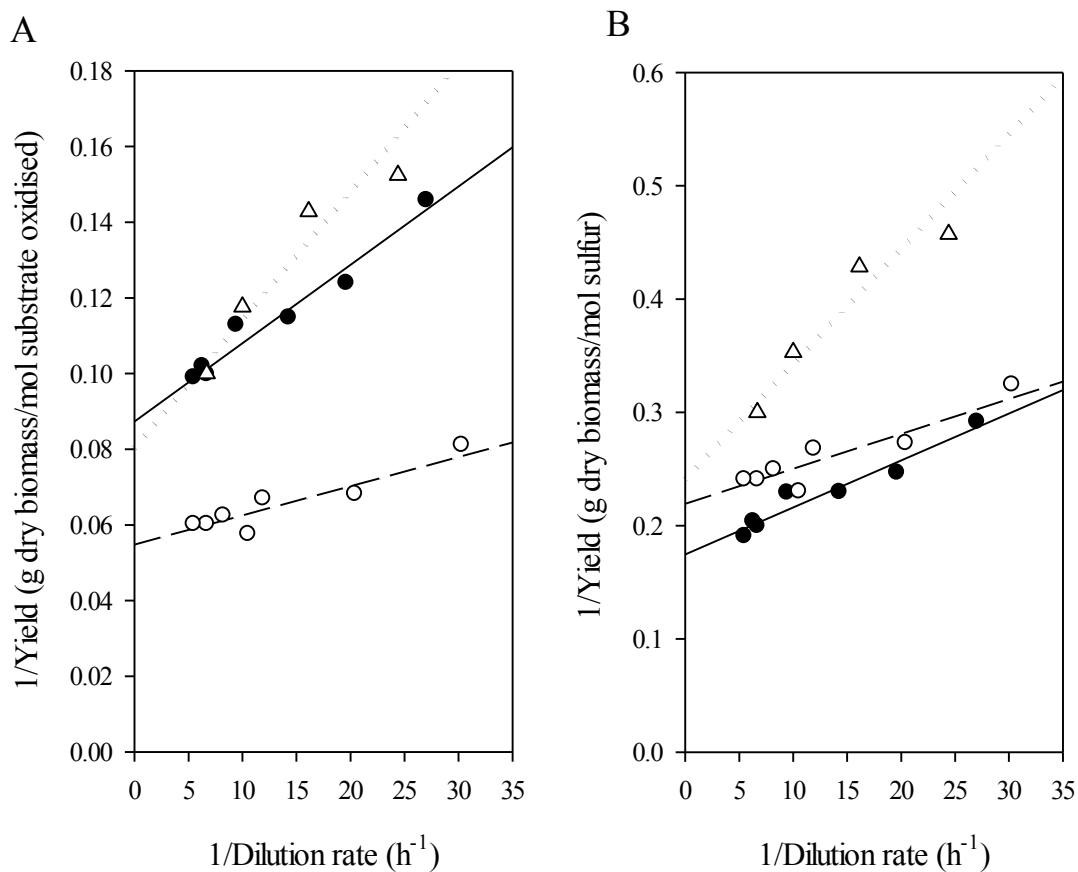 A
1/Yield (g dry biomass/mol substrate oxidised)
0.18
0.16
0.14
0.12
0.10
0.08
0.06
0.04
0.02
0.00
0 5 10 15 20 25 30 35
1/Dilution rate (h⁻¹)
B
1/Yield (g dry biomass/mol sulfur)
0.6
0.5
0.4
0.3
0.2
0.1
0.0
0 5 10 15 20 25 30 35
1/Dilution rate (h⁻¹)